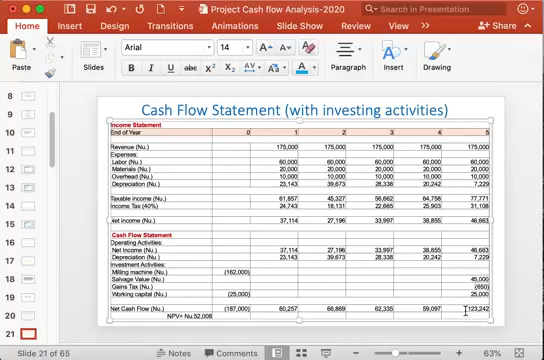 Project Cash flow Analysis-2020
Search in Presentation
Home Insert Design Transitions Animations Slide Show Review View Share
Arial 14
Paste Slides Paragraph Insert Drawing
B I U abc X² X₂ AV Aa A
8
9
10
11
12
13
14
15
16
17
18
19
20
21
Cash Flow Statement (with investing activities)
Income Statement
End of Year 0 1 2 3 4 5
Revenue (Nu.) 175,000 175,000 175,000 175,000 175,000
Expenses:
Labor (Nu.) 60,000 60,000 60,000 60,000 60,000
Materials (Nu.) 20,000 20,000 20,000 20,000 20,000
Overhead (Nu.) 10,000 10,000 10,000 10,000 10,000
Depreciation (Nu.) 23,143 39,673 28,338 20,242 7,229
Taxable income (Nu.) 61,857 45,327 56,662 64,758 77,771
Income Tax (40%) 24,743 18,131 22,665 25,903 31,108
Net income (Nu.) 37,114 27,196 33,997 38,855 46,663
Cash Flow Statement
Operating Activities:
Net Income (Nu.) 37,114 27,196 33,997 38,855 46,663
Depreciation (Nu.) 23,143 39,673 28,338 20,242 7,229
Investment Activities:
Milling machine (Nu.) (162,000)
Salvage Value (Nu.) 45,000
Gains Tax (Nu.) (650)
Working capital (Nu.) (25,000) 25,000
Net Cash Flow (Nu.) (187,000) 60,257 66,869 62,335 59,097 123,242
NPV= Nu.52,008
Slide 21 of 65 Notes Comments 63%